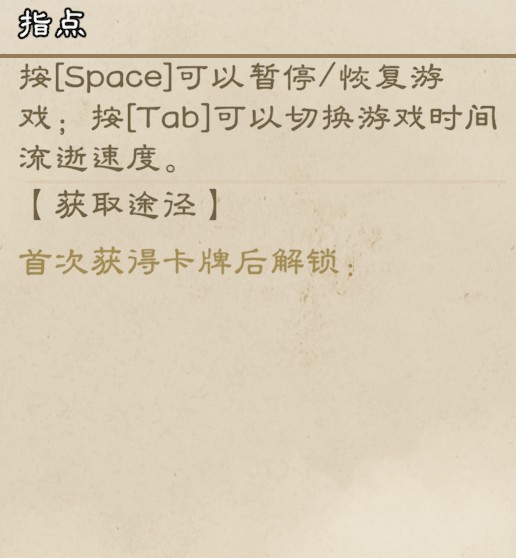 指点
按[Space]可以暂停/恢复游
戏；按[Tab]可以切换游戏时间
流逝速度。
【获取途径】
首次获得卡牌后解锁：